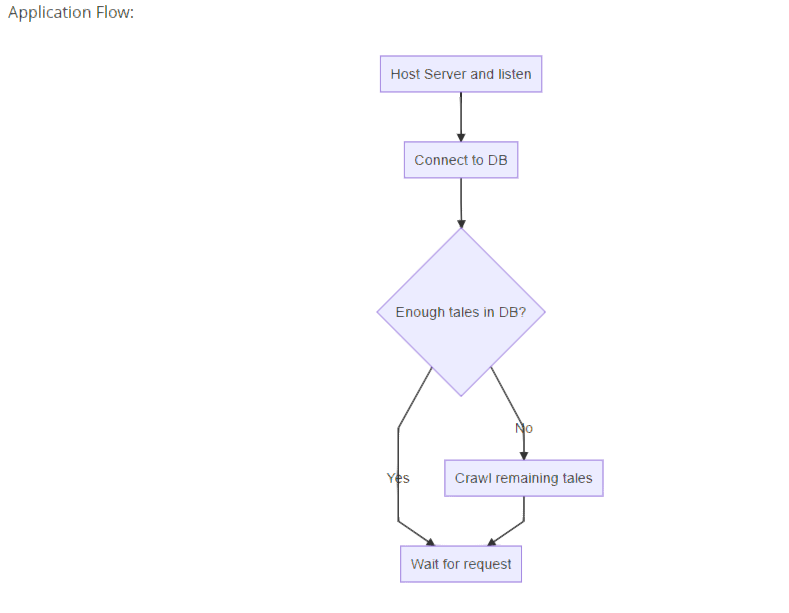 Application Flow:
Host Server and listen
Connect to DB
Enough tales in DB?
No
Yes
Crawl remaining tales
Wait for request